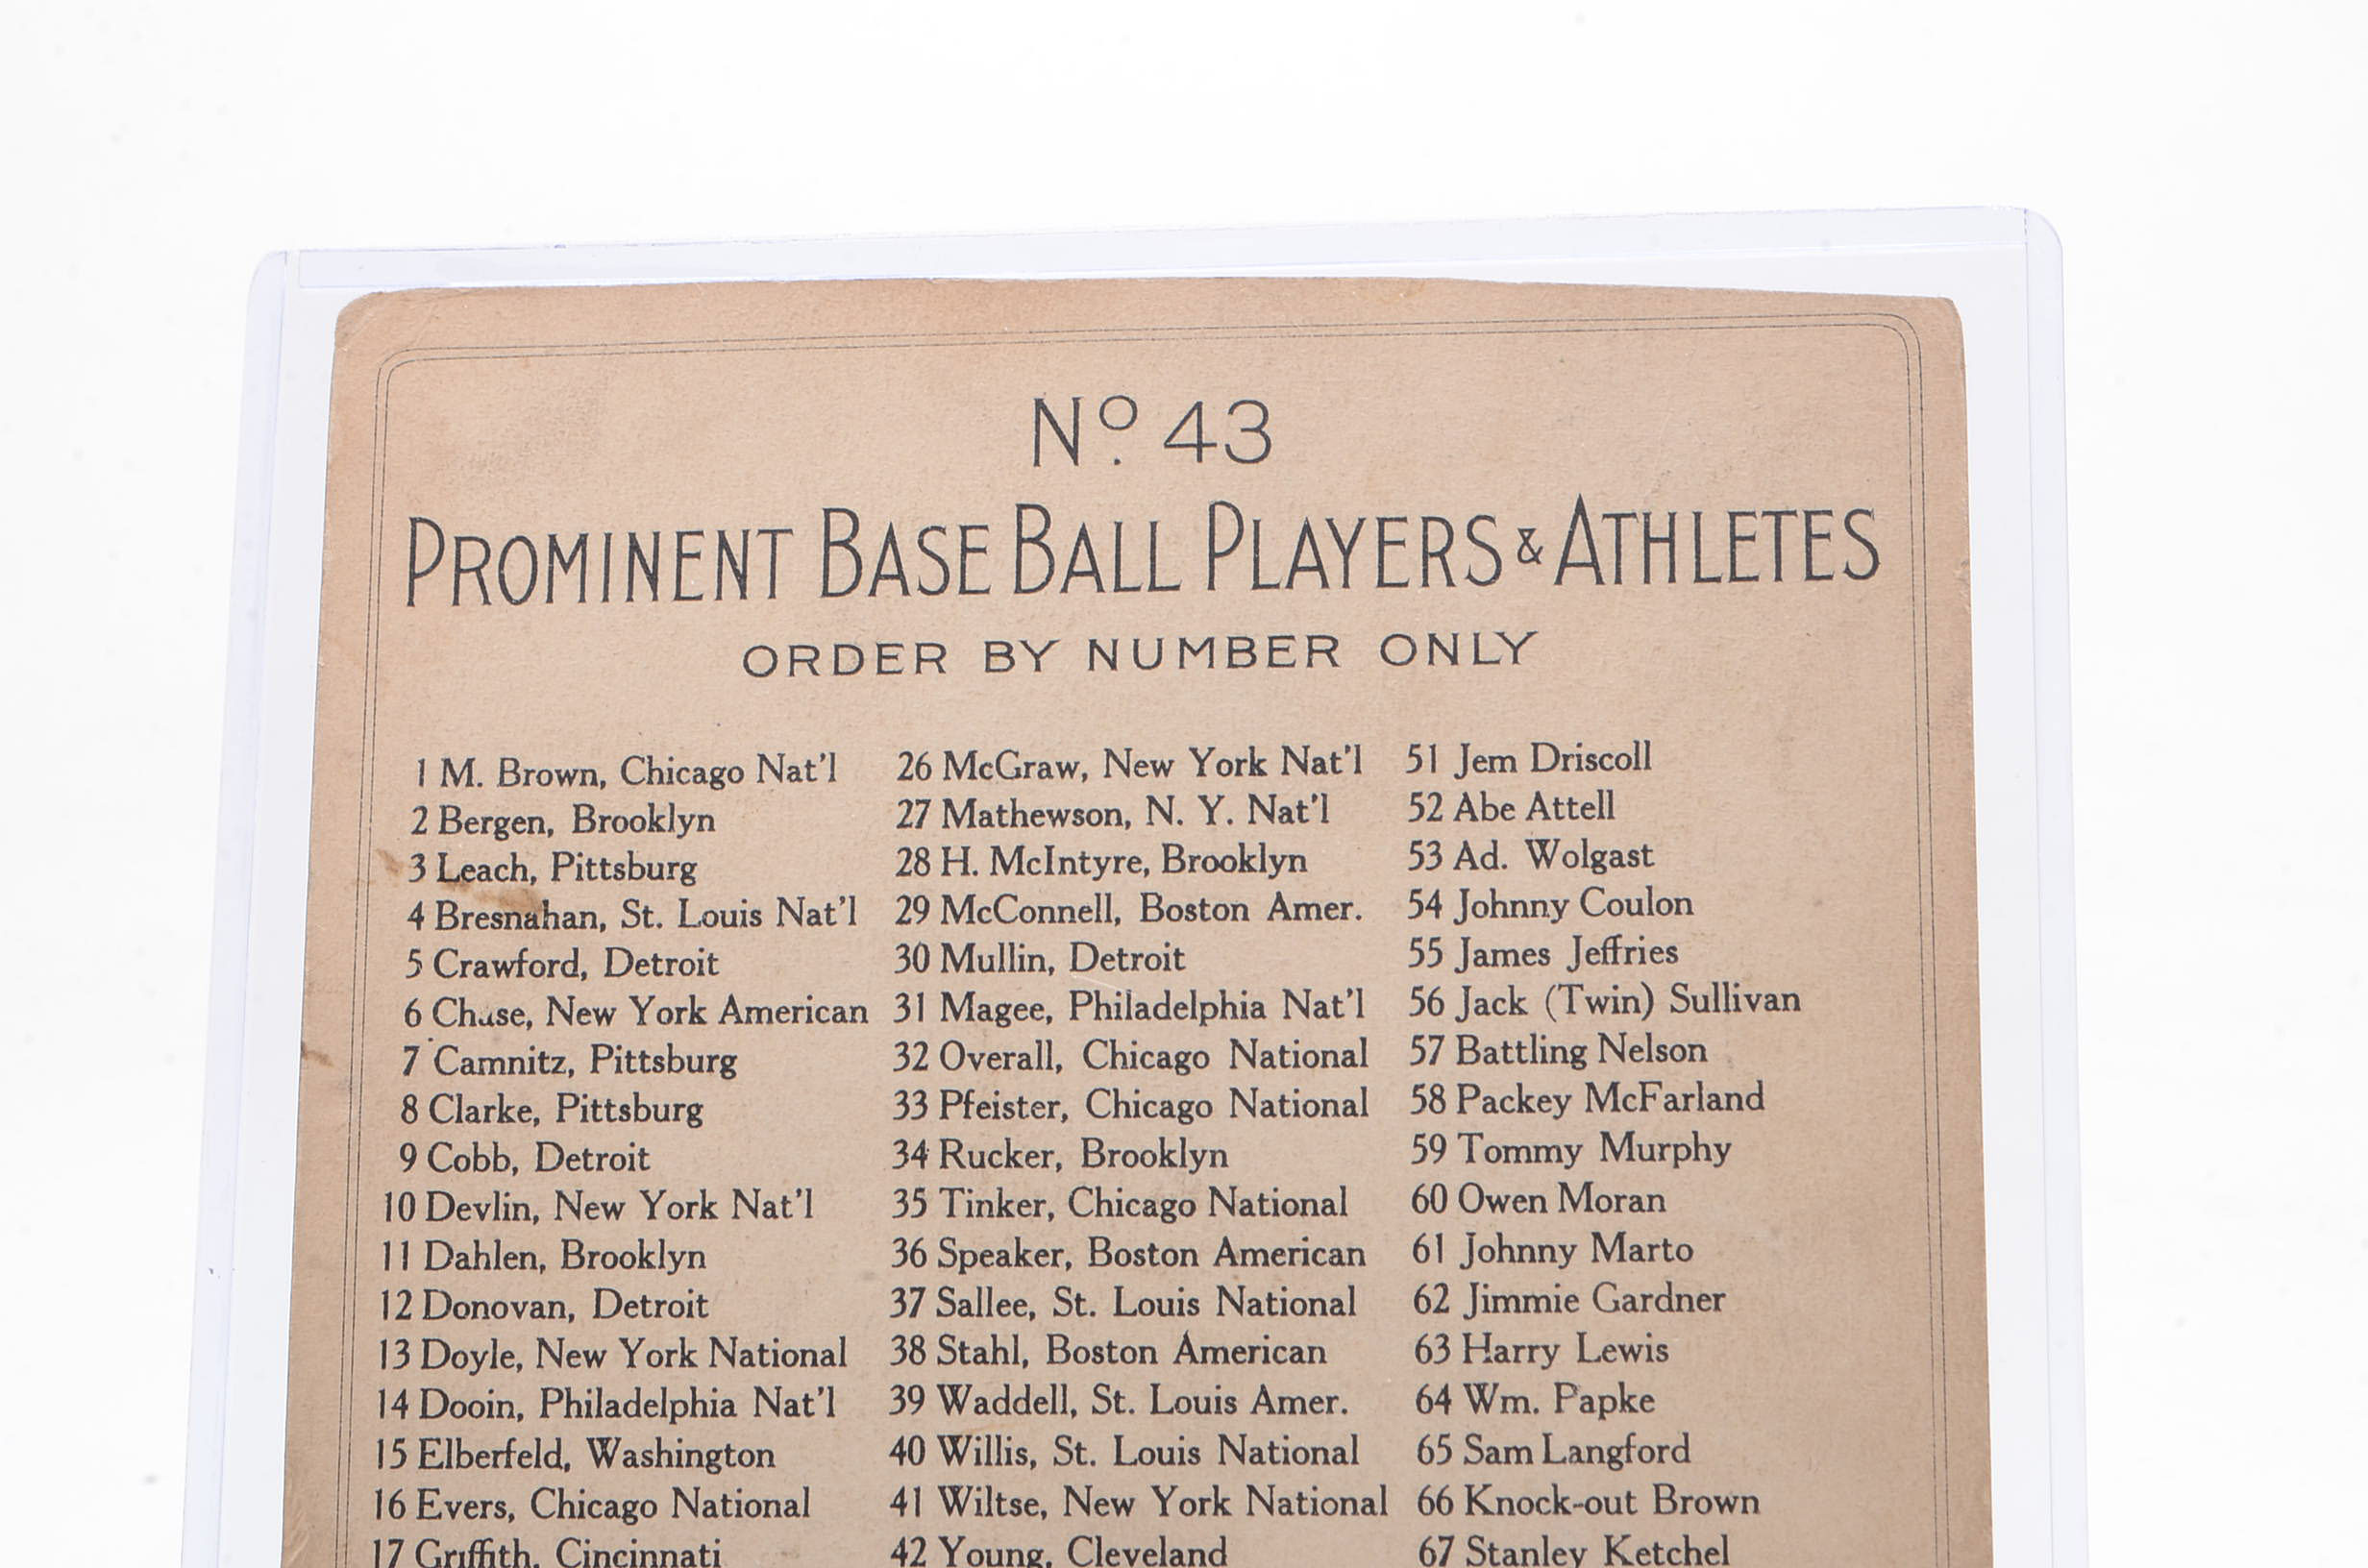 No. 43
PROMINENT BASE BALL PLAYERS & ATHLETES
ORDER BY NUMBER ONLY
1 M. Brown, Chicago Nat'l
2 Bergen, Brooklyn
3 Leach, Pittsburg
4 Bresnahan, St. Louis Nat'l
5 Crawford, Detroit
6 Chase, New York American
7 Camnitz, Pittsburg
8 Clarke, Pittsburg
9 Cobb, Detroit
10 Devlin, New York Nat'l
11 Dahlen, Brooklyn
12 Donovan, Detroit
13 Doyle, New York National
14 Dooin, Philadelphia Nat'l
15 Elberfeld, Washington
16 Evers, Chicago National
17 Griffith, Cincinnati
26 McGraw, New York Nat'l
27 Mathewson, N. Y. Nat'l
28 H. McIntyre, Brooklyn
29 McConnell, Boston Amer.
30 Mullin, Detroit
31 Magee, Philadelphia Nat'l
32 Overall, Chicago National
33 Pfeister, Chicago National
34 Rucker, Brooklyn
35 Tinker, Chicago National
36 Speaker, Boston American
37 Sallee, St. Louis National
38 Stahl, Boston American
39 Waddell, St. Louis Amer.
40 Willis, St. Louis National
41 Wiltse, New York National
42 Young, Cleveland
51 Jem Driscoll
52 Abe Attell
53 Ad. Wolgast
54 Johnny Coulon
55 James Jeffries
56 Jack (Twin) Sullivan
57 Battling Nelson
58 Packey McFarland
59 Tommy Murphy
60 Owen Moran
61 Johnny Marto
62 Jimmie Gardner
63 Harry Lewis
64 Wm. Papke
65 Sam Langford
66 Knock-out Brown
67 Stanley Ketchel